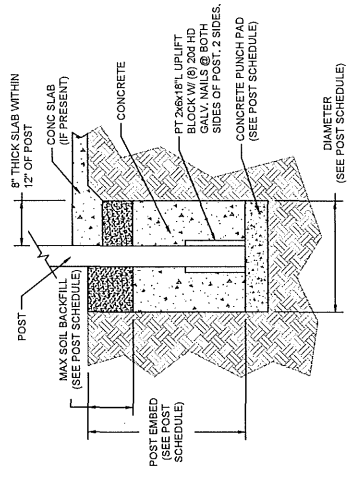 8" THICK SLAB WITHIN
12" OF POST
CONC SLAB
(IF PRESENT)
CONCRETE
PT 2x6x18"L UPLIFT
BLOCK W/ (8) 20d HD
GALV. NAILS @ BOTH
SIDES OF POST, 2 SIDES,
CONCRETE PUNCH PAD
(SEE POST SCHEDULE)
DIAMETER
(SEE POST SCHEDULE)
POST
MAX SOIL BACKFILL
(SEE POST SCHEDULE)
POST EMBED
(SEE POST
SCHEDULE)